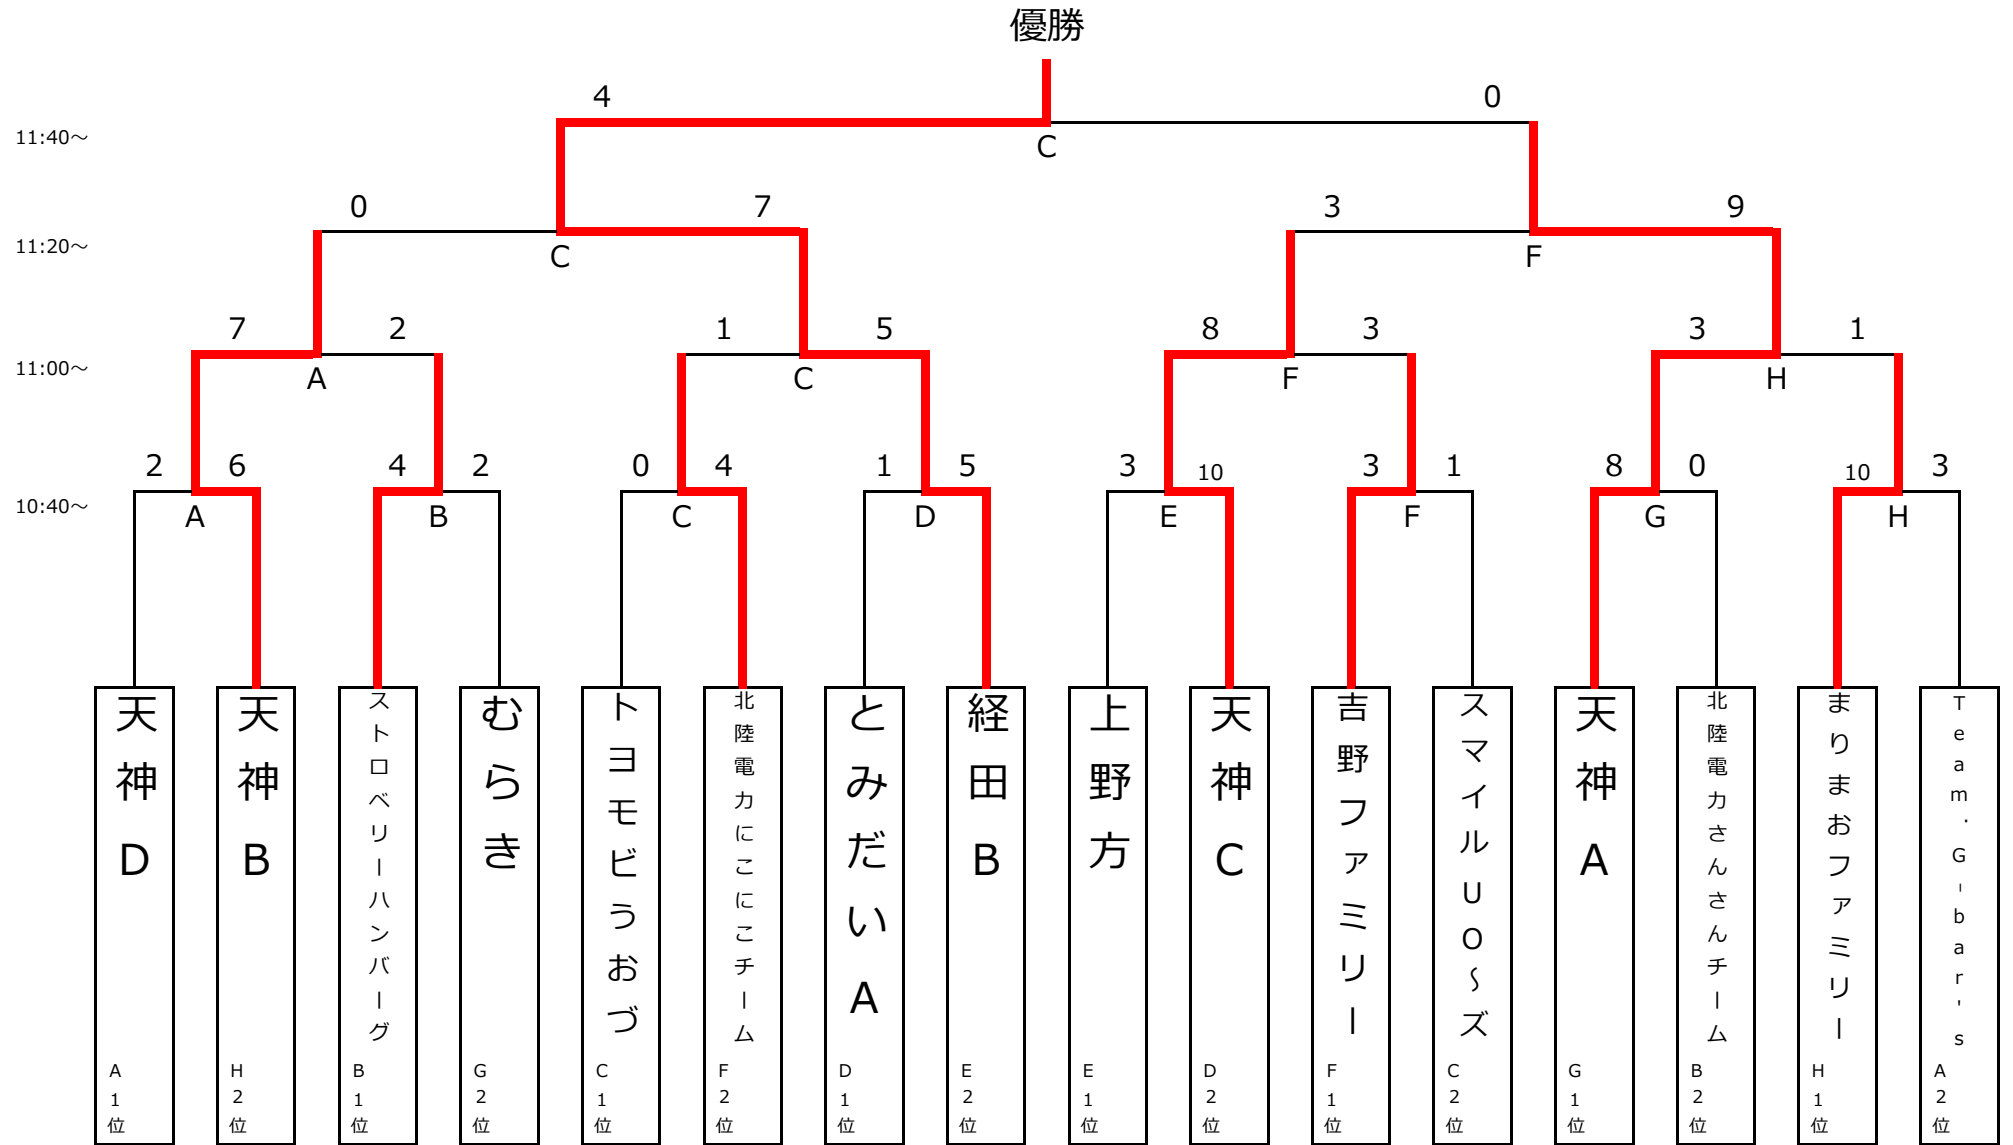 優勝
4 0
11:40～
C
0 7 3 9
11:20～
C F
7 2 1 5 8 3 3 1
11:00～
A C F H
2 6 4 2 0 4 1 5 3 10 3 1 8 0 10 3
10:40～
A B C D E F G H
天神D
天神B
ストロベリーハンバーグ
むらき
トヨモビうおづ
北陸電力にこにこチーム
とみだいA
経田B
上野方
天神C
吉野ファミリー
スマイルUO～ズ
天神A
北陸電力さんさんチーム
まりまおファミリー
Team.G-bar's
A1位
H2位
B1位
G2位
C1位
F2位
D1位
E2位
E1位
D2位
F1位
C2位
G1位
B2位
H1位
A2位